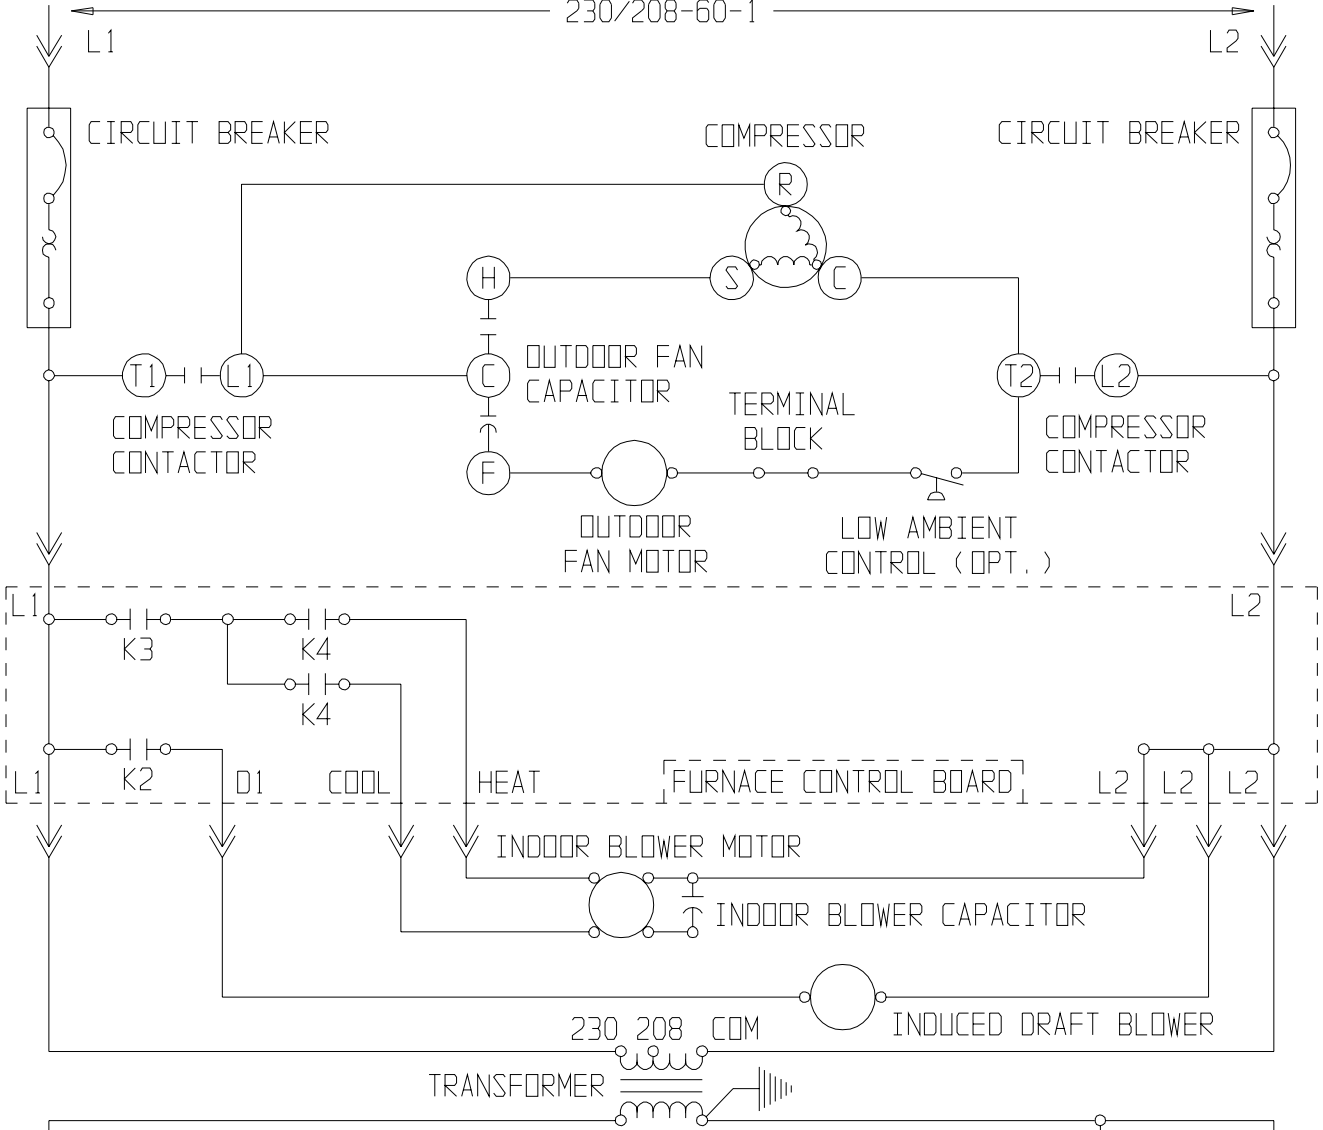 230/208-60-1
L1
L2
CIRCUIT BREAKER
COMPRESSOR
CIRCUIT BREAKER
R
H
S
C
T1
L1
C
OUTDOOR FAN
CAPACITOR
T2
L2
COMPRESSOR
CONTACTOR
TERMINAL
BLOCK
COMPRESSOR
CONTACTOR
F
OUTDOOR
FAN MOTOR
LOW AMBIENT
CONTROL (OPT.)
L1
L2
K3
K4
K4
L1
K2
D1
COOL
HEAT
FURNACE CONTROL BOARD
L2
L2
L2
INDOOR BLOWER MOTOR
INDOOR BLOWER CAPACITOR
230 208 COM
INDUCED DRAFT BLOWER
TRANSFORMER